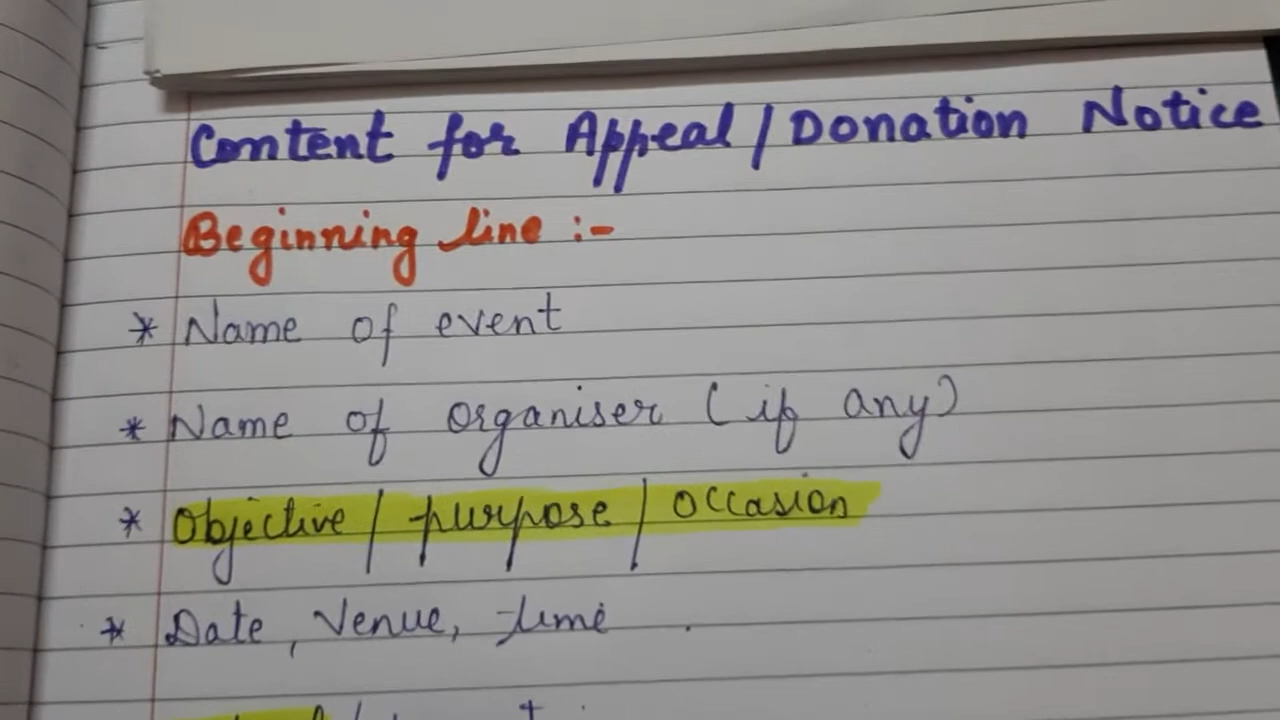 Content for Appeal / Donation Notice
Beginning line :-
* Name of event
* Name of organiser (if any)
* Objective / purpose / occasion
* Date, Venue, time .